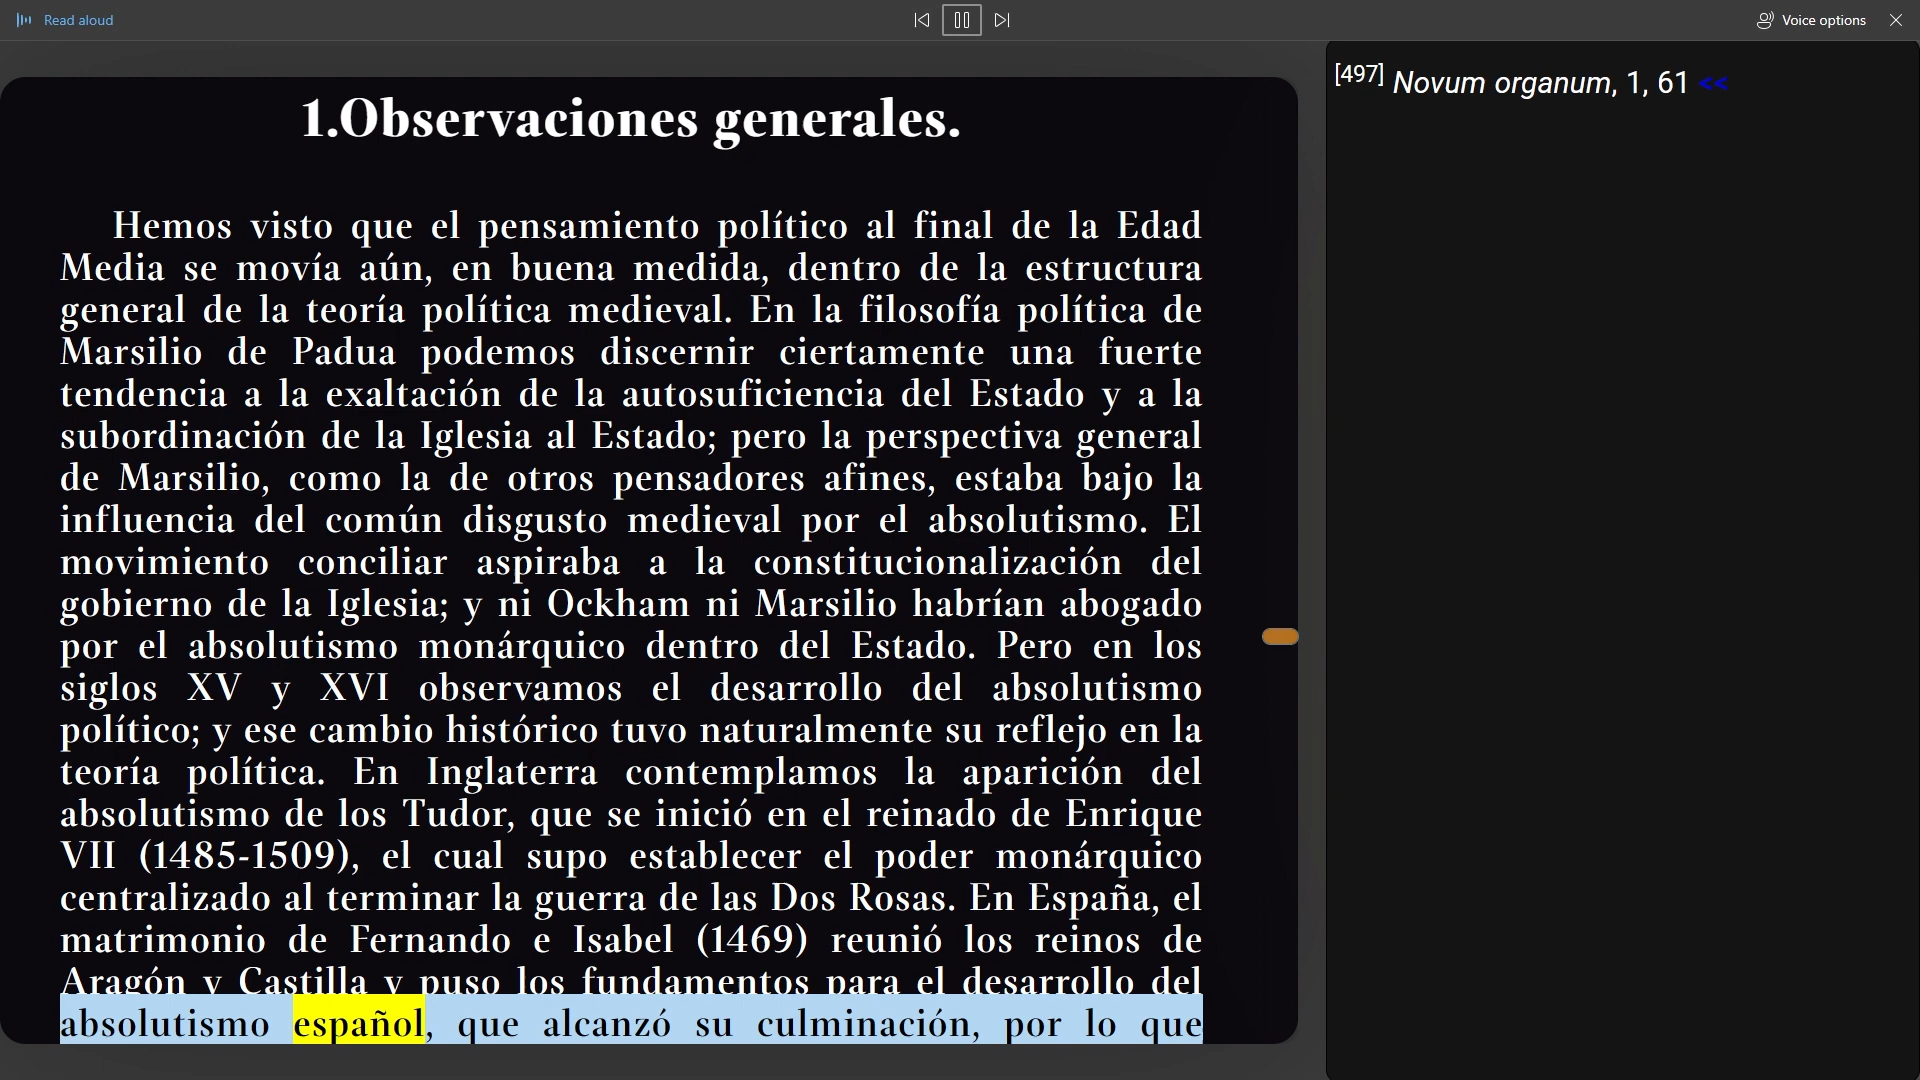 Read aloud
Voice options
1.Observaciones generales.
Hemos visto que el pensamiento político al final de la Edad
Media se movía aún, en buena medida, dentro de la estructura
general de la teoría política medieval. En la filosofía política de
Marsilio de Padua podemos discernir ciertamente una fuerte
tendencia a la exaltación de la autosuficiencia del Estado y a la
subordinación de la Iglesia al Estado; pero la perspectiva general
de Marsilio, como la de otros pensadores afines, estaba bajo la
influencia del común disgusto medieval por el absolutismo. El
movimiento conciliar aspiraba a la constitucionalización del
gobierno de la Iglesia; y ni Ockham ni Marsilio habrían abogado
por el absolutismo monárquico dentro del Estado. Pero en los
siglos XV y XVI observamos el desarrollo del absolutismo
político; y ese cambio histórico tuvo naturalmente su reflejo en la
teoría política. En Inglaterra contemplamos la aparición del
absolutismo de los Tudor, que se inició en el reinado de Enrique
VII (1485-1509), el cual supo establecer el poder monárquico
centralizado al terminar la guerra de las Dos Rosas. En España, el
matrimonio de Fernando e Isabel (1469) reunió los reinos de
Aragón y Castilla y puso los fundamentos para el desarrollo del
absolutismo español, que alcanzó su culminación, por lo que
[497] Novum organum, 1, 61 <<